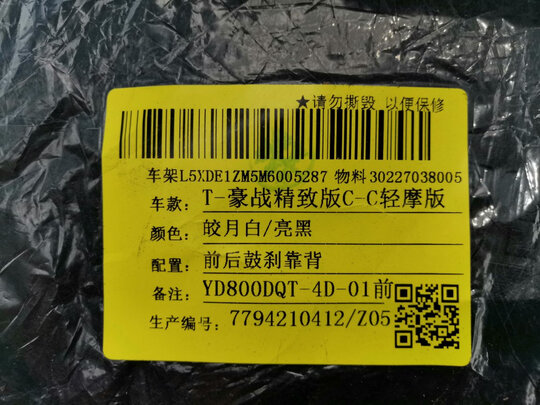 ★请勿撕毁 以便保修
车架L5XDE1ZM5M6005287 物料30227038005
车款: T-豪战精致版C-C轻摩版
颜色: 皎月白/亮黑
配置: 前后鼓刹靠背
备注: YD800DQT-4D-01前
生产编号: 7794210412/Z05